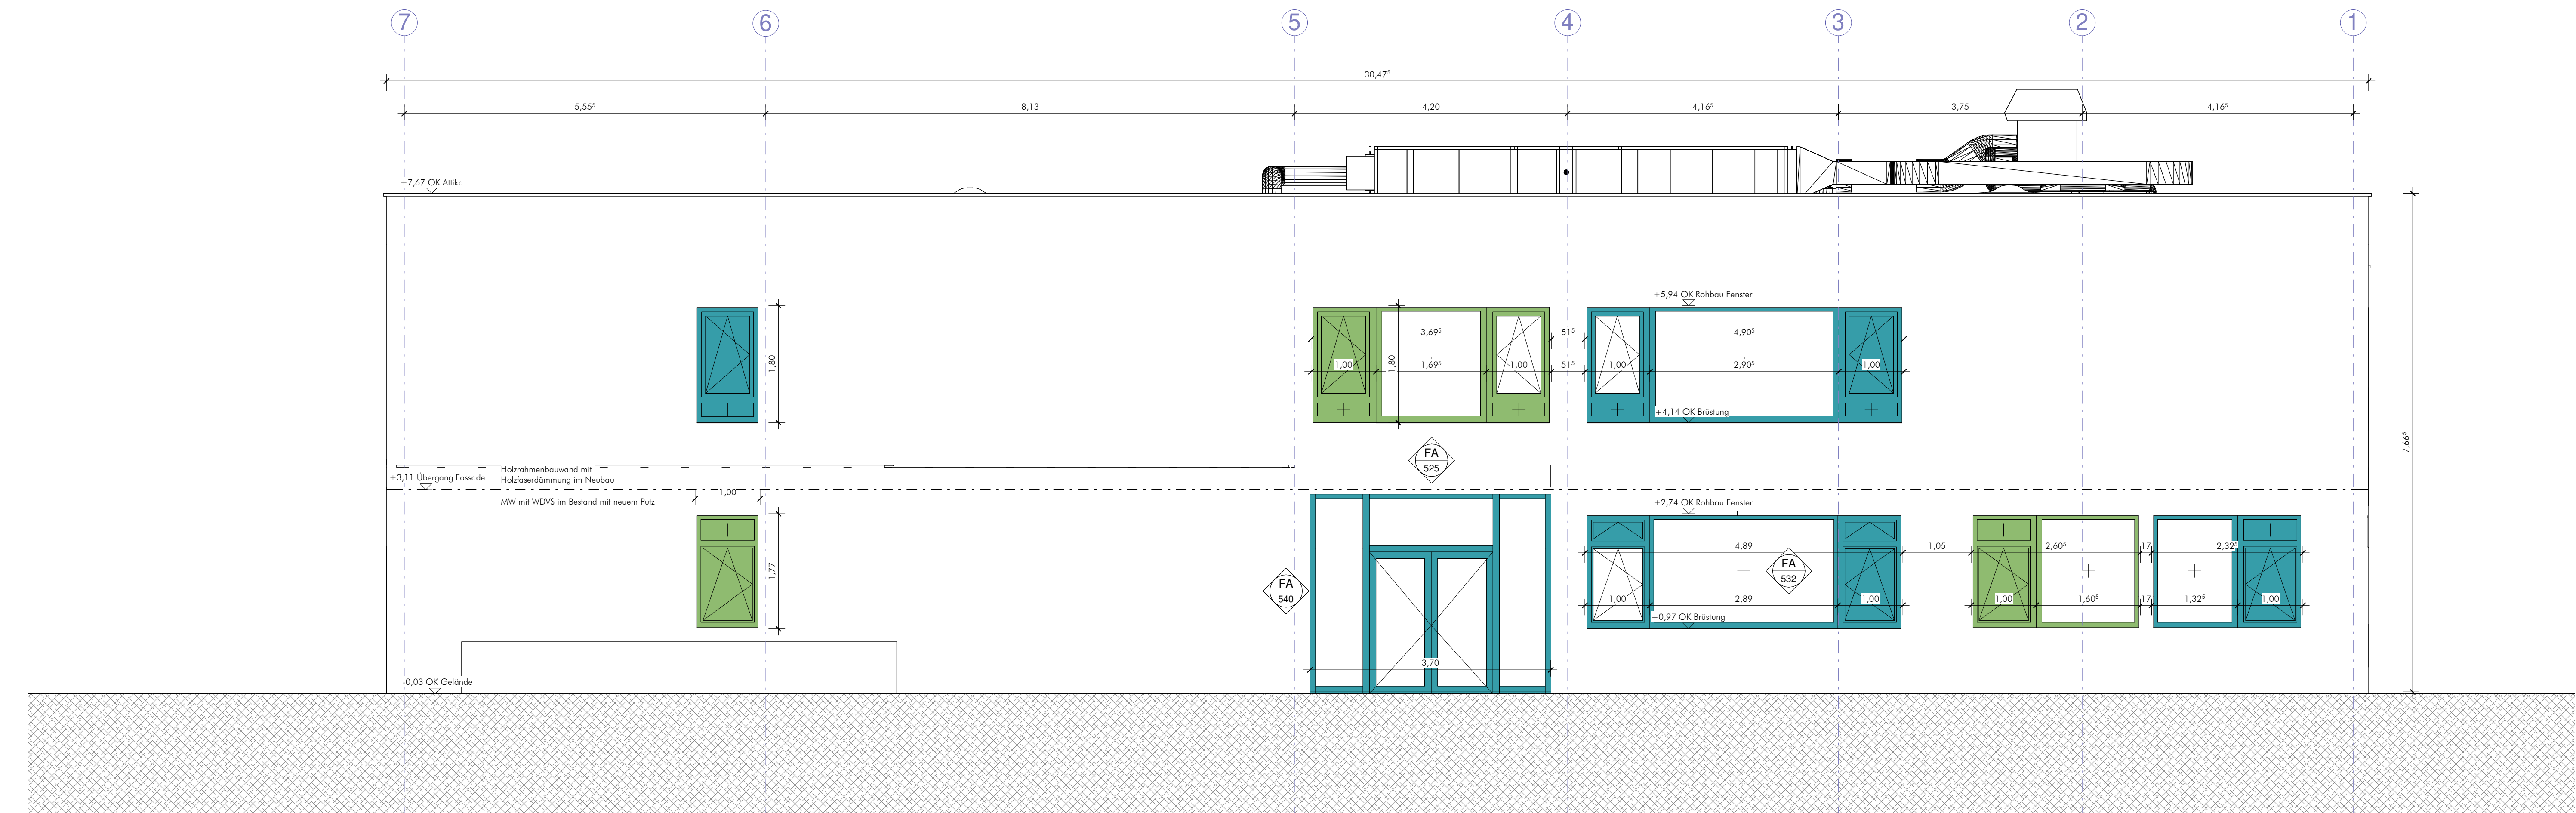 7 6 5 4 3 2 1
30,47⁵
5,55⁵ 8,13 4,20 4,16⁵ 3,75 4,16⁵
+7,67 OK Attika
+5,94 OK Rohbau Fenster
3,69⁵ 51⁵ 4,90⁵
1,80 1,00 1,80 1,69⁵ 1,00 51⁵ 1,00 2,90⁵ 1,00
+4,14 OK Brüstung
7,66⁵
FA
525
Holzrahmenbauwand mit
+3,11 Übergang Fassade
Holzfaserdämmung im Neubau
1,00
MW mit WDVS im Bestand mit neuem Putz
+2,74 OK Rohbau Fenster
4,89 1,05 2,60⁵ 17 2,32⁵
1,77
FA
532
FA
540
1,00 2,89 1,00 1,00 1,60⁵ 17 1,32⁵ 1,00
+0,97 OK Brüstung
3,70
-0,03 OK Gelände